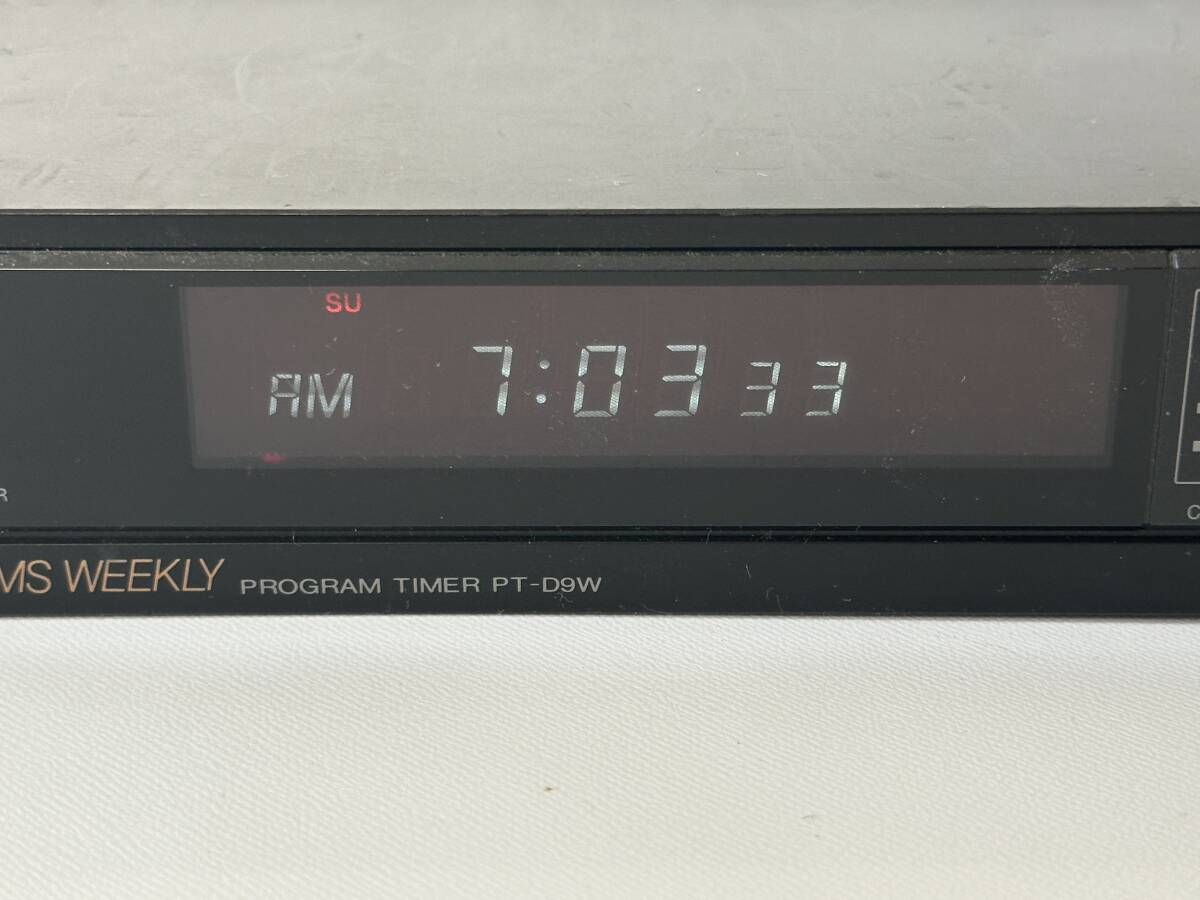 SU
AM 7:03 33
R
C
MS WEEKLY PROGRAM TIMER PT-D9W